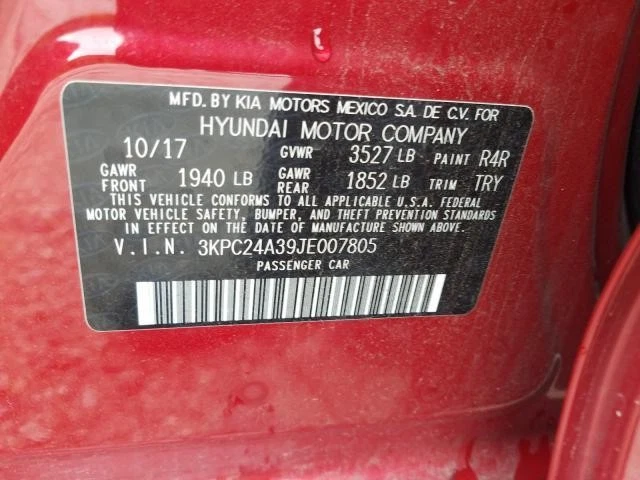 MFD. BY KIA MOTORS MEXICO S.A. DE C.V. FOR
HYUNDAI MOTOR COMPANY
10/17 GVWR 3527 LB PAINT R4R
GAWR FRONT 1940 LB GAWR REAR 1852 LB TRIM TRY
THIS VEHICLE CONFORMS TO ALL APPLICABLE U.S.A. FEDERAL
MOTOR VEHICLE SAFETY, BUMPER, AND THEFT PREVENTION STANDARDS
IN EFFECT ON THE DATE OF MANUFACTURE SHOWN ABOVE.
V.I.N. 3KPC24A39JE007805
PASSENGER CAR